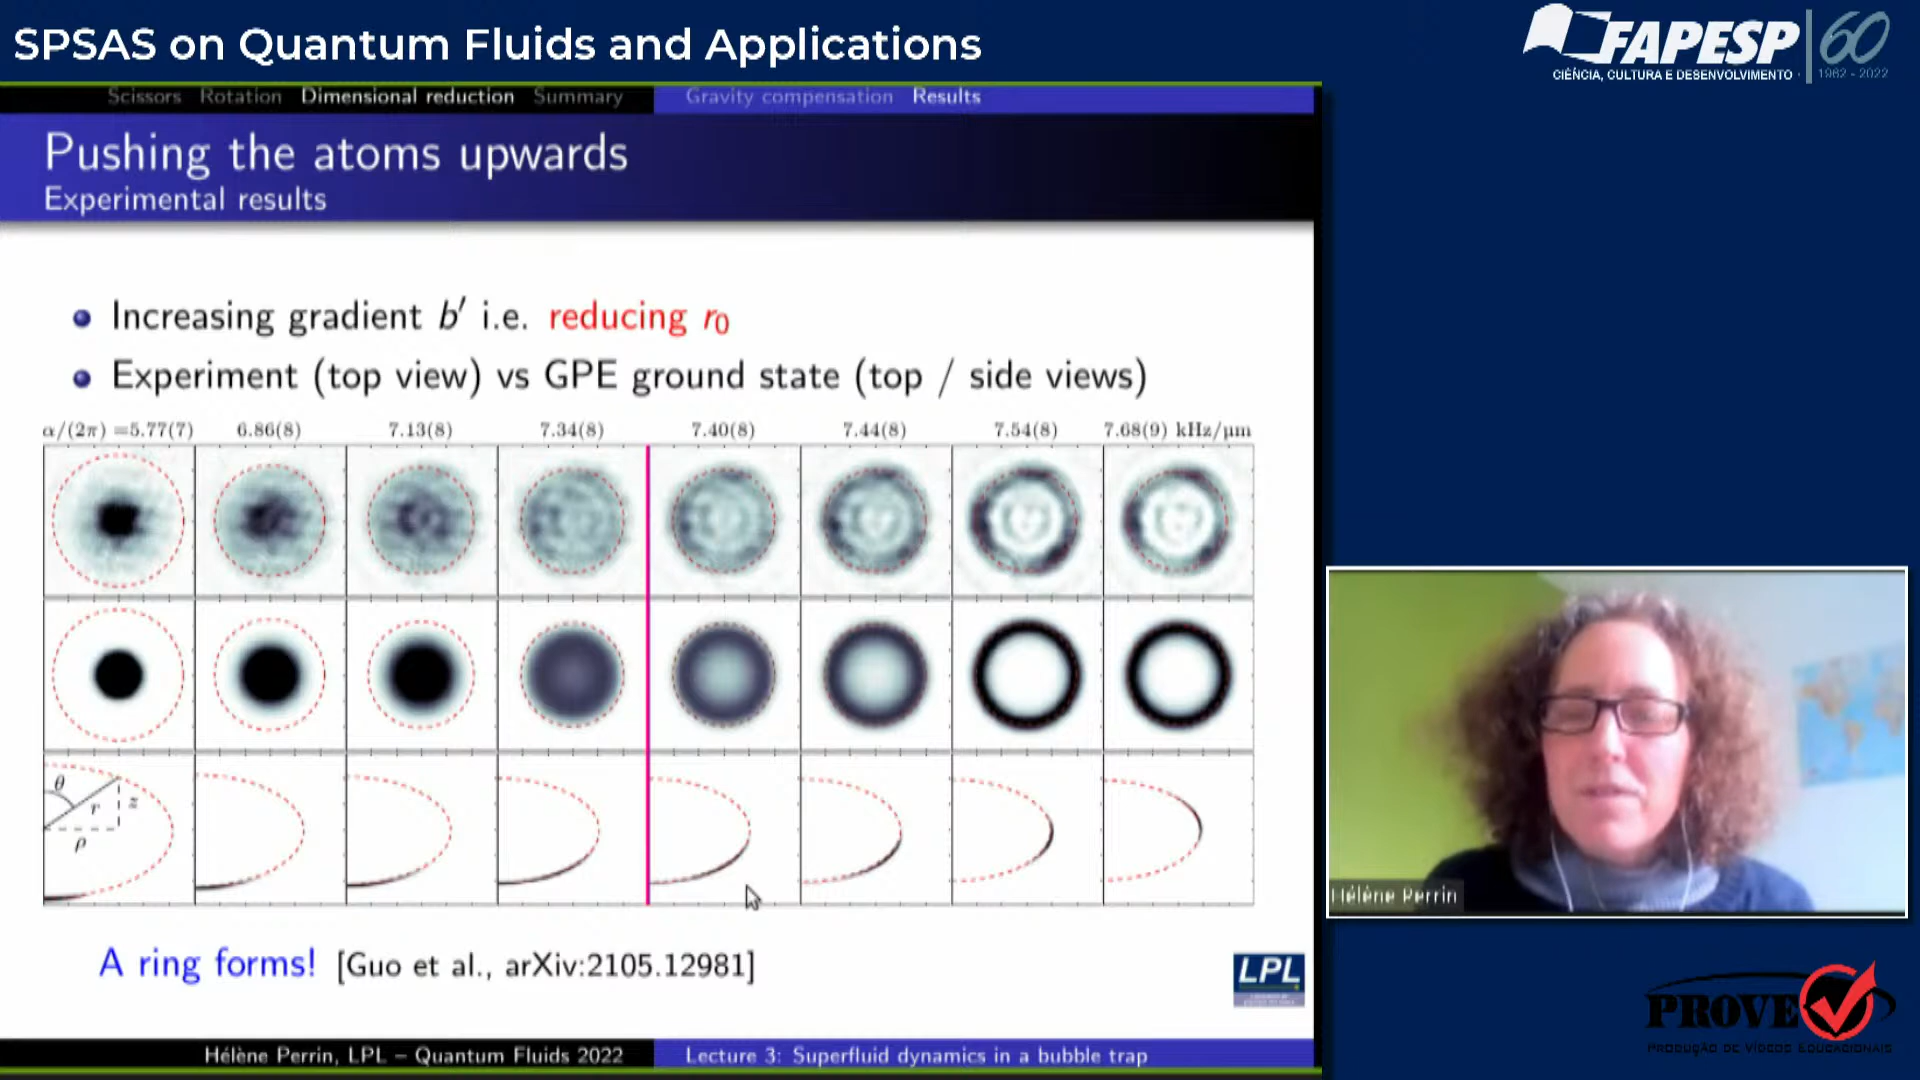 SPSAS on Quantum Fluids and Applications
FAPESP 60
CIÊNCIA, CULTURA E DESENVOLVIMENTO 1962 - 2022
Scissors Rotation Dimensional reduction Summary Gravity compensation Results
Pushing the atoms upwards
Experimental results
Increasing gradient b′ i.e. reducing r₀
Experiment (top view) vs GPE ground state (top / side views)
α/(2π) =5.77(7) 6.86(8) 7.13(8) 7.34(8) 7.40(8) 7.44(8) 7.54(8) 7.68(9) kHz/μm
θ
r z
ρ
A ring forms! [Guo et al., arXiv:2105.12981]
LPL
Hélène Perrin, LPL – Quantum Fluids 2022 Lecture 3: Superfluid dynamics in a bubble trap
Hélène Perrin
PROVE
PRODUÇÃO DE VÍDEOS EDUCACIONAIS